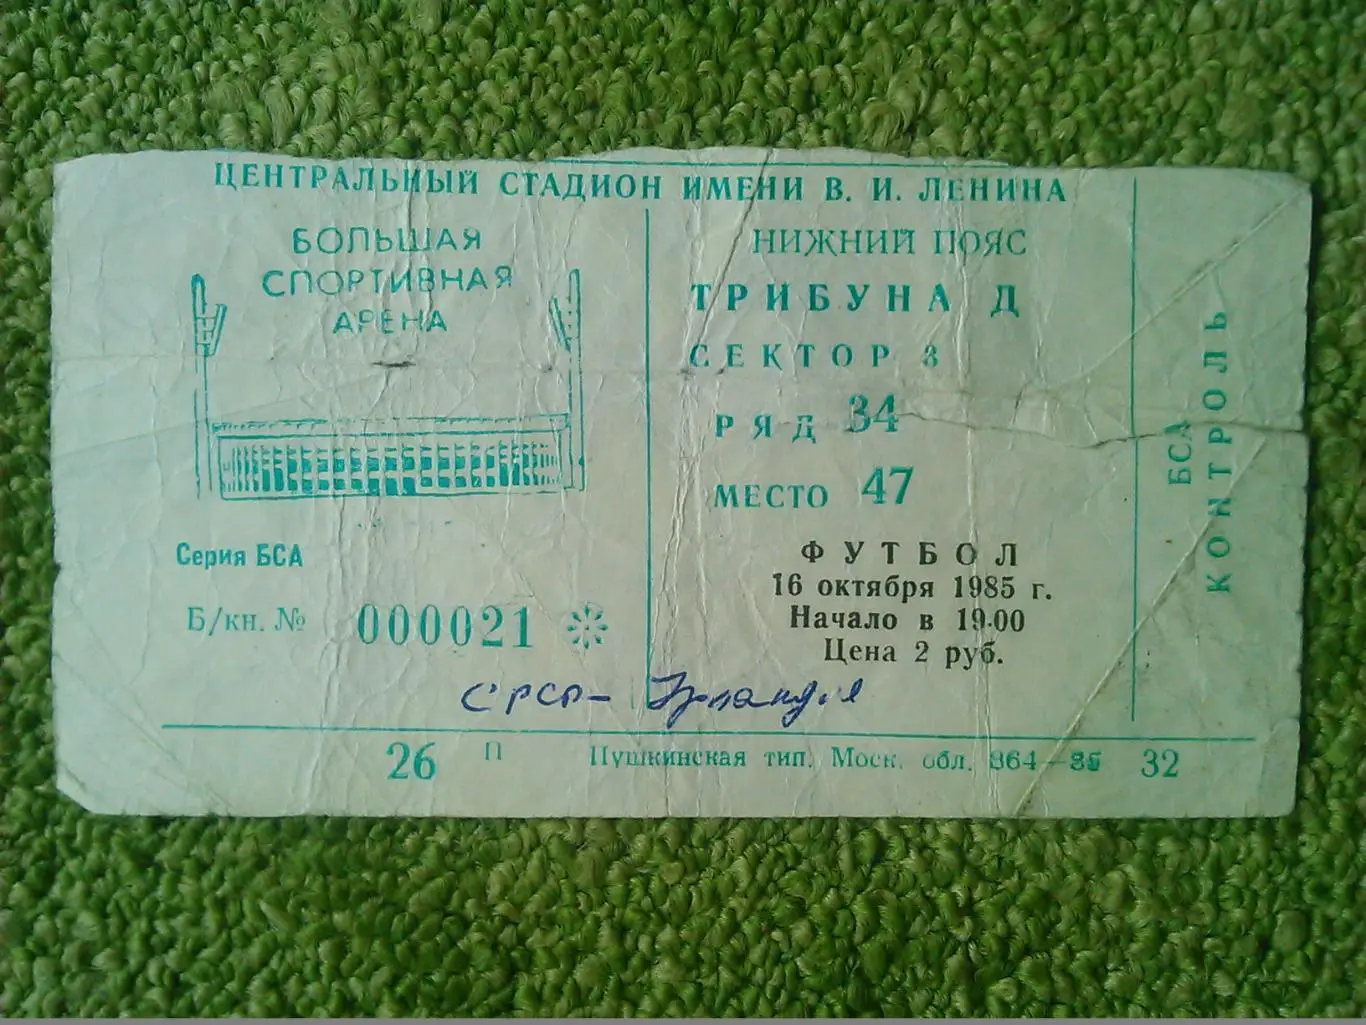 ЦЕНТРАЛЬНЫЙ СТАДИОН ИМЕНИ В. И. ЛЕНИНА
БОЛЬШАЯ
СПОРТИВНАЯ
АРЕНА
Серия БСА
Б/кн. № 000021
НИЖНИЙ ПОЯС
ТРИБУНА Д
СЕКТОР 3
РЯД 34
МЕСТО 47
ФУТБОЛ
16 октября 1985 г.
Начало в 19.00
Цена 2 руб.
СРСР – Ірландія
БСА
КОНТРОЛЬ
26 П Пушкинская тип. Моск. обл. 864—85 32